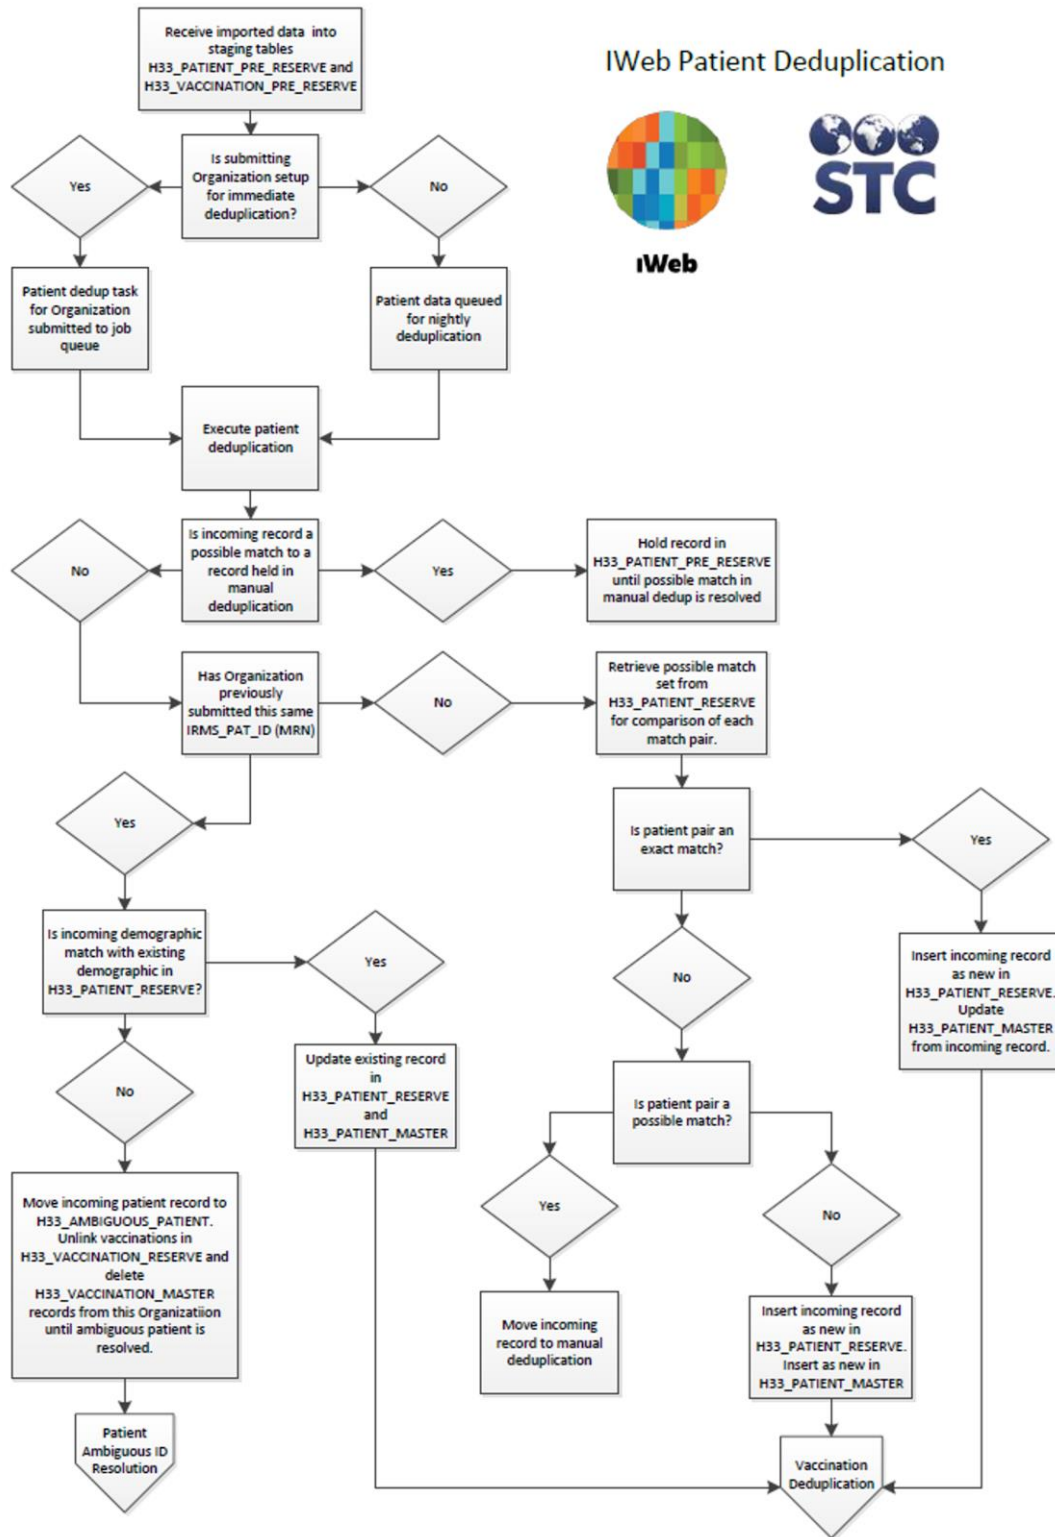 Receive imported data into
staging tables
H33_PATIENT_PRE_RESERVE and
H33_VACCINATION_PRE_RESERVE
IWeb Patient Deduplication
Yes
Is submitting
Organization setup
for immediate
deduplication?
No
STC
ıWeb
Patient dedup task
for Organization
submitted to job
queue
Patient data queued
for nightly
deduplication
Execute patient
deduplication
No
Is incoming record a
possible match to a
record held in
manual
deduplication
Yes
Hold record in
H33_PATIENT_PRE_RESERVE
until possible match in
manual dedup is resolved
Has Organization
previously
submitted this same
IRMS_PAT_ID (MRN)
No
Retrieve possible match
set from
H33_PATIENT_RESERVE
for comparison of each
match pair.
Yes
Is patient pair an
exact match?
Yes
Is incoming demographic
match with existing
demographic in
H33_PATIENT_RESERVE?
Yes
No
Insert incoming record
as new in
H33_PATIENT_RESERVE.
Update
H33_PATIENT_MASTER
from incoming record.
No
Update existing record
in
H33_PATIENT_RESERVE
and
H33_PATIENT_MASTER
Is patient pair a
possible match?
Move incoming patient record to
H33_AMBIGUOUS_PATIENT.
Unlink vaccinations in
H33_VACCINATION_RESERVE and
delete
H33_VACCINATION_MASTER
records from this Organizatiion
until ambiguous patient is
resolved.
Yes
No
Move incoming
record to manual
deduplication
Insert incoming record
as new in
H33_PATIENT_RESERVE.
Insert as new in
H33_PATIENT_MASTER
Patient
Ambiguous ID
Resolution
Vaccination
Deduplication